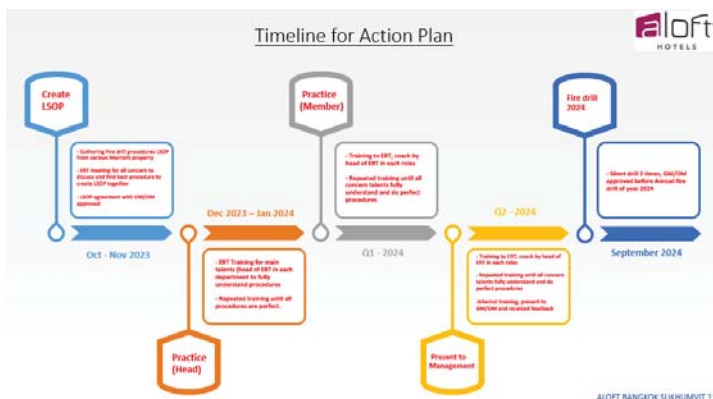 Timeline for Action Plan
aloft
HOTELS
Create
LSOP
- Gathering Fire drill procedures LSOP
from various Marriott property
- ERT meeting for all concern to
discuss and find best procedure to
create LSOP together
- LSOP agreement with GM/OM
approved
Oct - Nov 2023
Dec 2023 – Jan 2024
- ERT Training for main
talents (head of ERT in each
department to fully
understand procedures
- Repeated training until all
procedures are perfect.
Practice
(Head)
Practice
(Member)
- Training to ERT, coach by
head of ERT in each roles
- Repeated training until all
concern talents fully
understand and do perfect
procedures
Q1 - 2024
Q2 - 2024
- Training to ERT, coach by head
of ERT in each roles
- Repeated training until all concern
talents fully understand and do
perfect procedures
-Internal training, present to
GM/OM and received feedback
Present to
Management
Fire drill
2024
- Silent drill 2 times, GM/OM
approved before Annual fire
drill of year 2024
September 2024
ALOFT BANGKOK SUKHUMVIT 1